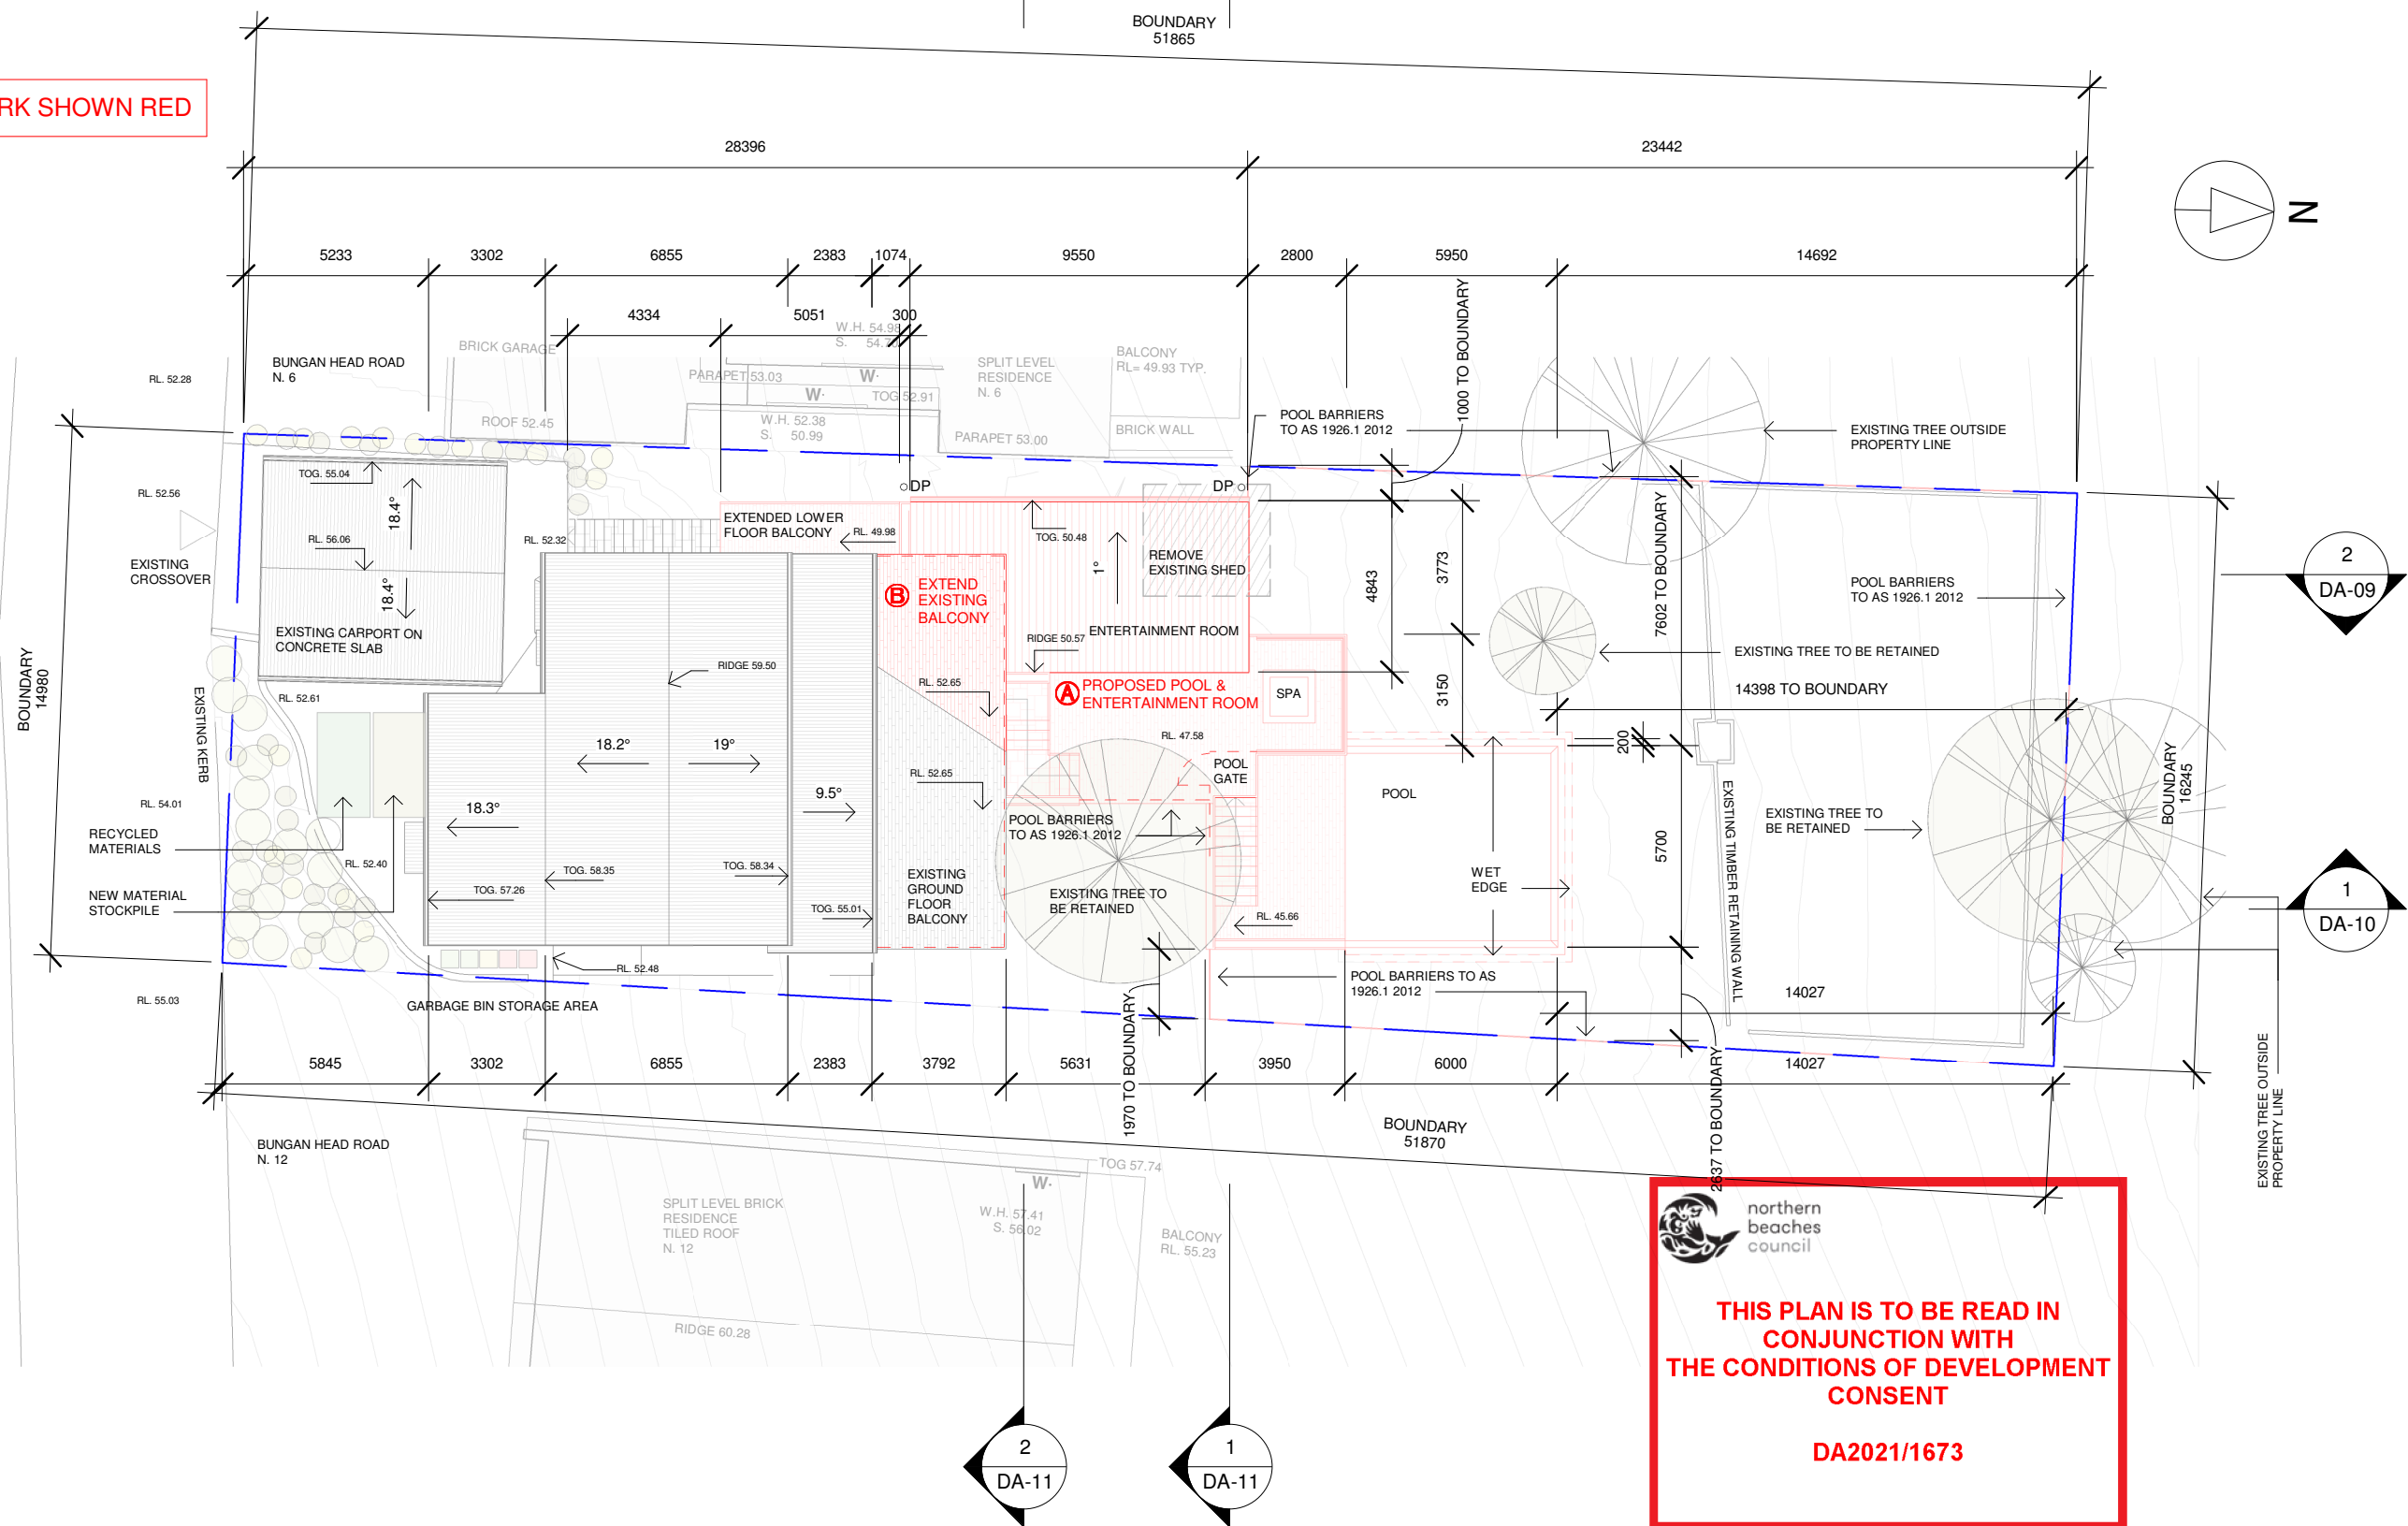 BOUNDARY
51865
RK SHOWN RED
28396
23442
N
5233
3302
6855
2383
1074
9550
2800
5950
14692
4334
5051
300
W.H. 54.98
S.
BRICK GARAGE
BUNGAN HEAD ROAD
N. 6
RL. 52.28
PARAPET 53.03
W.
W.
TOG 52.91
SPLIT LEVEL
RESIDENCE
N. 6
BALCONY
RL= 49.93 TYP.
1000 TO BOUNDARY
ROOF 52.45
W.H. 52.38
S. 50.99
PARAPET 53.00
BRICK WALL
POOL BARRIERS
TO AS 1926.1 2012
EXISTING TREE OUTSIDE
PROPERTY LINE
TOG. 55.04
RL. 52.56
18.4°
DP
DP
EXTENDED LOWER
FLOOR BALCONY
RL. 49.98
TOG. 50.48
RL. 56.06
RL. 52.32
REMOVE
EXISTING SHED
1°
3773
4843
7602 TO BOUNDARY
2
DA-09
EXISTING
CROSSOVER
18.4°
B EXTEND
EXISTING
BALCONY
POOL BARRIERS
TO AS 1926.1 2012
EXISTING CARPORT ON
CONCRETE SLAB
RIDGE 50.57
ENTERTAINMENT ROOM
EXISTING TREE TO BE RETAINED
RIDGE 59.50
BOUNDARY
14980
EXISTING KERB
RL. 52.61
RL. 52.65
A PROPOSED POOL &
ENTERTAINMENT ROOM
SPA
3150
14398 TO BOUNDARY
18.2°
19°
RL. 47.58
200
RL. 52.65
POOL
GATE
POOL
BOUNDARY
16245
RL. 54.01
18.3°
9.5°
POOL BARRIERS
TO AS 1926.1 2012
EXISTING TREE TO
BE RETAINED
RECYCLED
MATERIALS
RL. 52.40
TOG. 58.35
TOG. 58.34
5700
EXISTING TIMBER RETAINING WALL
WET
EDGE
NEW MATERIAL
STOCKPILE
TOG. 57.26
EXISTING
GROUND
FLOOR
BALCONY
EXISTING TREE TO
BE RETAINED
TOG. 55.01
RL. 45.66
1
DA-10
RL. 52.48
POOL BARRIERS TO AS
1926.1 2012
RL. 55.03
GARBAGE BIN STORAGE AREA
14027
1970 TO BOUNDARY
2637 TO BOUNDARY
EXISTING TREE OUTSIDE
PROPERTY LINE
5845
3302
6855
2383
3792
5631
3950
6000
14027
BOUNDARY
51870
BUNGAN HEAD ROAD
N. 12
TOG 57.74
W.
SPLIT LEVEL BRICK
RESIDENCE
TILED ROOF
N. 12
W.H. 57.41
S. 56.02
BALCONY
RL. 55.23
RIDGE 60.28
northern
beaches
council
THIS PLAN IS TO BE READ IN
CONJUNCTION WITH
THE CONDITIONS OF DEVELOPMENT
CONSENT
DA2021/1673
2
DA-11
1
DA-11